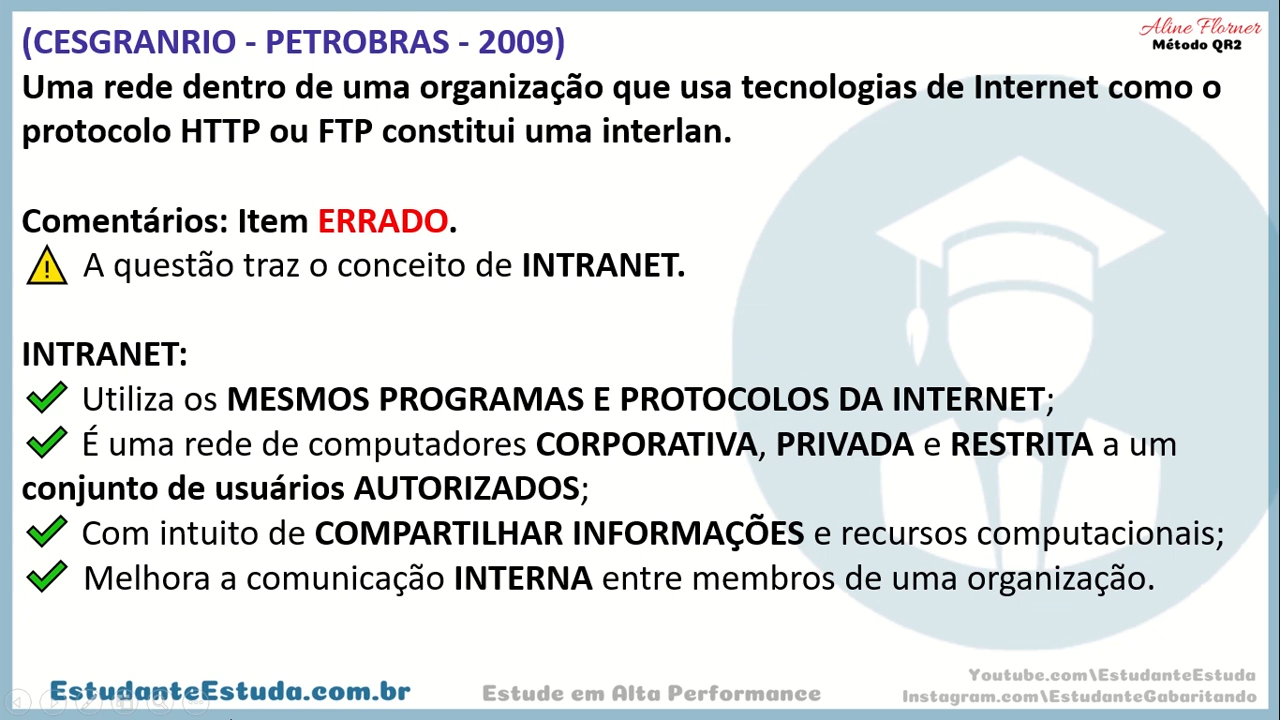 (CESGRANRIO - PETROBRAS - 2009)
Aline Florner
Método QR2
Uma rede dentro de uma organização que usa tecnologias de Internet como o
protocolo HTTP ou FTP constitui uma interlan.
Comentários: Item ERRADO.
A questão traz o conceito de INTRANET.
INTRANET:
Utiliza os MESMOS PROGRAMAS E PROTOCOLOS DA INTERNET;
É uma rede de computadores CORPORATIVA, PRIVADA e RESTRITA a um
conjunto de usuários AUTORIZADOS;
Com intuito de COMPARTILHAR INFORMAÇÕES e recursos computacionais;
Melhora a comunicação INTERNA entre membros de uma organização.
EstudanteEstuda.com.br
Estude em Alta Performance
Youtube.com\EstudanteEstuda
Instagram.com\EstudanteGabaritando